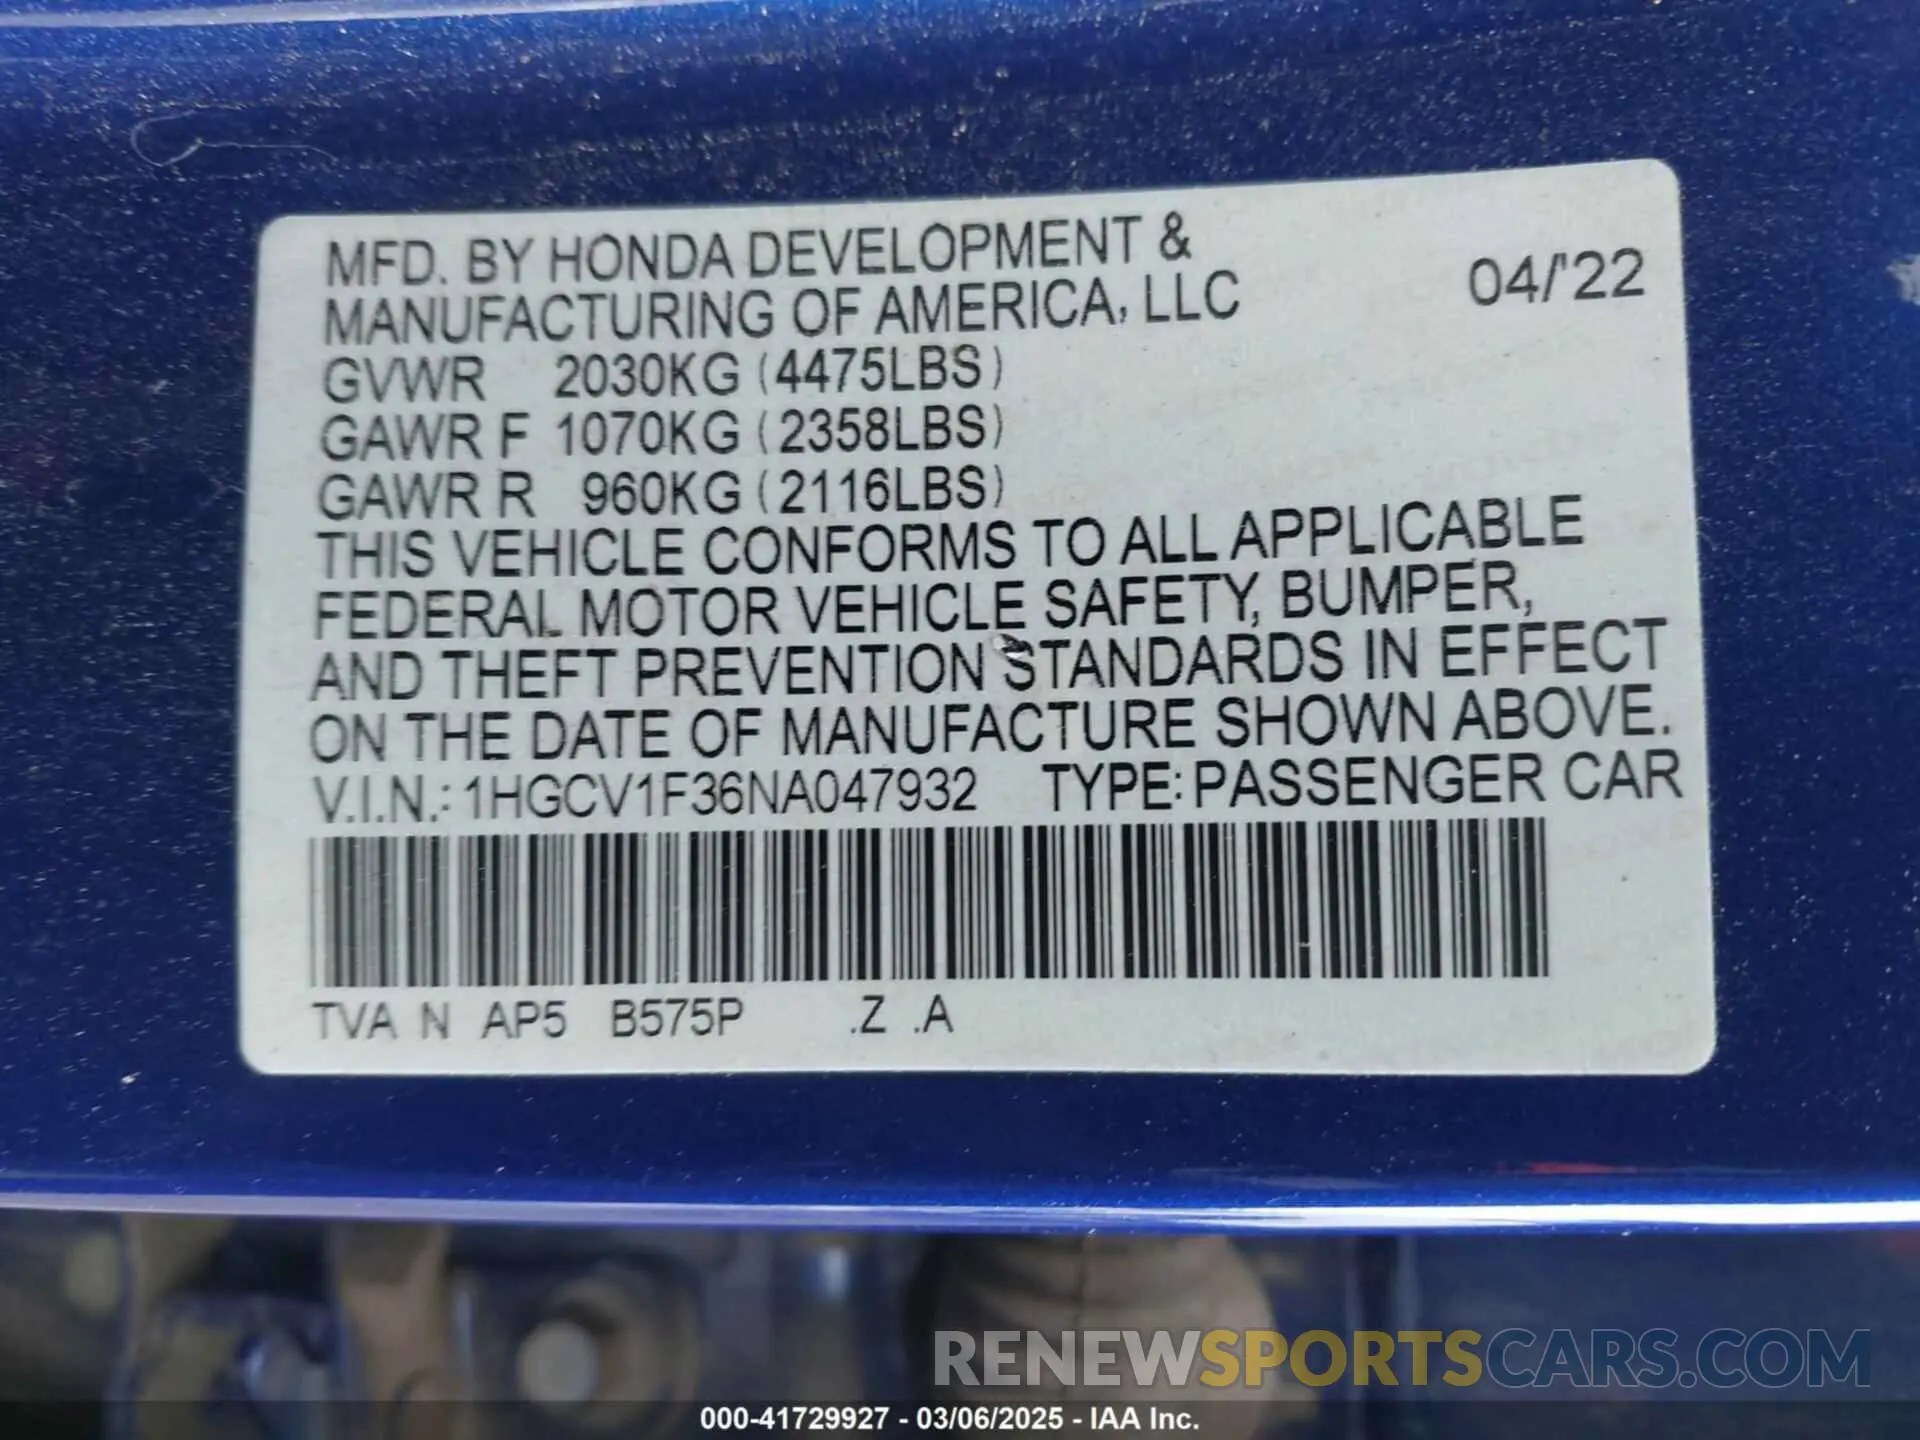 MFD. BY HONDA DEVELOPMENT &
MANUFACTURING OF AMERICA, LLC 04/'22
GVWR 2030KG (4475LBS)
GAWR F 1070KG (2358LBS)
GAWR R 960KG (2116LBS)
THIS VEHICLE CONFORMS TO ALL APPLICABLE
FEDERAL MOTOR VEHICLE SAFETY, BUMPER,
AND THEFT PREVENTION STANDARDS IN EFFECT
ON THE DATE OF MANUFACTURE SHOWN ABOVE.
V.I.N.: 1HGCV1F36NA047932 TYPE: PASSENGER CAR
TVA N AP5 B575P .Z .A
RENEWSPORTSCARS.COM
000-41729927 - 03/06/2025 - IAA Inc.